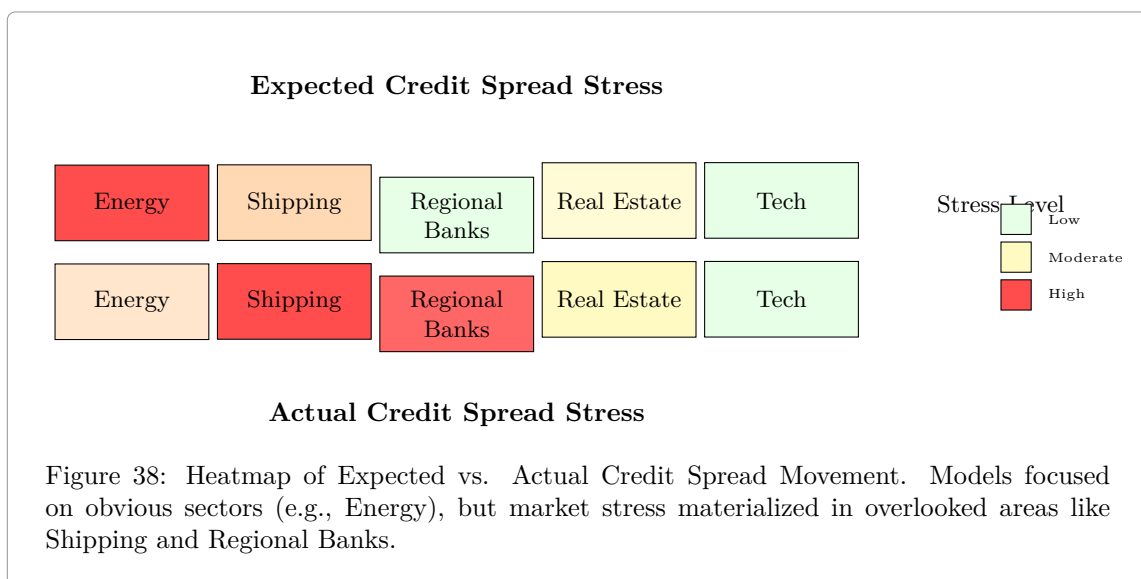 Expected Credit Spread Stress
Energy
Shipping
Regional
Banks
Real Estate
Tech
Stress Level
Low
Moderate
High
Energy
Shipping
Regional
Banks
Real Estate
Tech
Actual Credit Spread Stress
Figure 38: Heatmap of Expected vs. Actual Credit Spread Movement. Models focused
on obvious sectors (e.g., Energy), but market stress materialized in overlooked areas like
Shipping and Regional Banks.